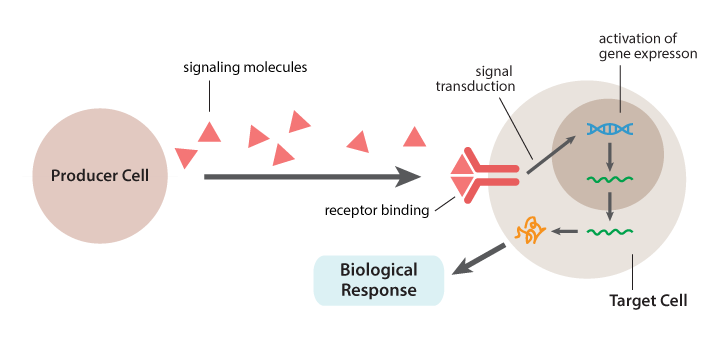 activation of
gene expresson
signaling molecules
signal
transduction
Producer Cell
receptor binding
Biological
Response
Target Cell